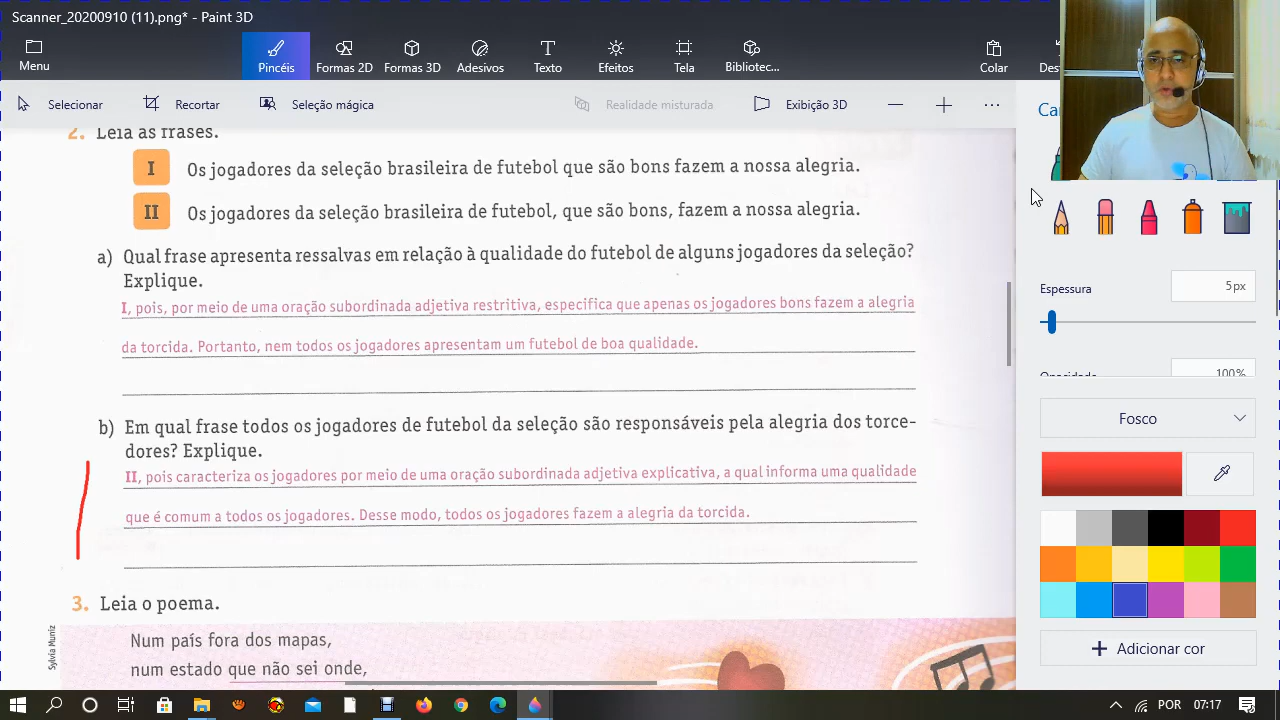 Scanner_20200910 (11).png* - Paint 3D
Menu
Pincéis
Formas 2D
Formas 3D
Adesivos
Texto
Efeitos
Tela
Bibliotec...
Colar
Selecionar
Recortar
Seleção mágica
Realidade misturada
Exibição 3D
2. Leia as frases.
I Os jogadores da seleção brasileira de futebol que são bons fazem a nossa alegria.
II Os jogadores da seleção brasileira de futebol, que são bons, fazem a nossa alegria.
a) Qual frase apresenta ressalvas em relação à qualidade do futebol de alguns jogadores da seleção?
Explique.
I, pois, por meio de uma oração subordinada adjetiva restritiva, especifica que apenas os jogadores bons fazem a alegria
da torcida. Portanto, nem todos os jogadores apresentam um futebol de boa qualidade.
b) Em qual frase todos os jogadores de futebol da seleção são responsáveis pela alegria dos torce-
dores? Explique.
II, pois caracteriza os jogadores por meio de uma oração subordinada adjetiva explicativa, a qual informa uma qualidade
que é comum a todos os jogadores. Desse modo, todos os jogadores fazem a alegria da torcida.
3. Leia o poema.
Sylvia Muniz
Num país fora dos mapas,
num estado que não sei onde,
Espessura
5px
Opacidade
100%
Fosco
Adicionar cor
POR
07:17